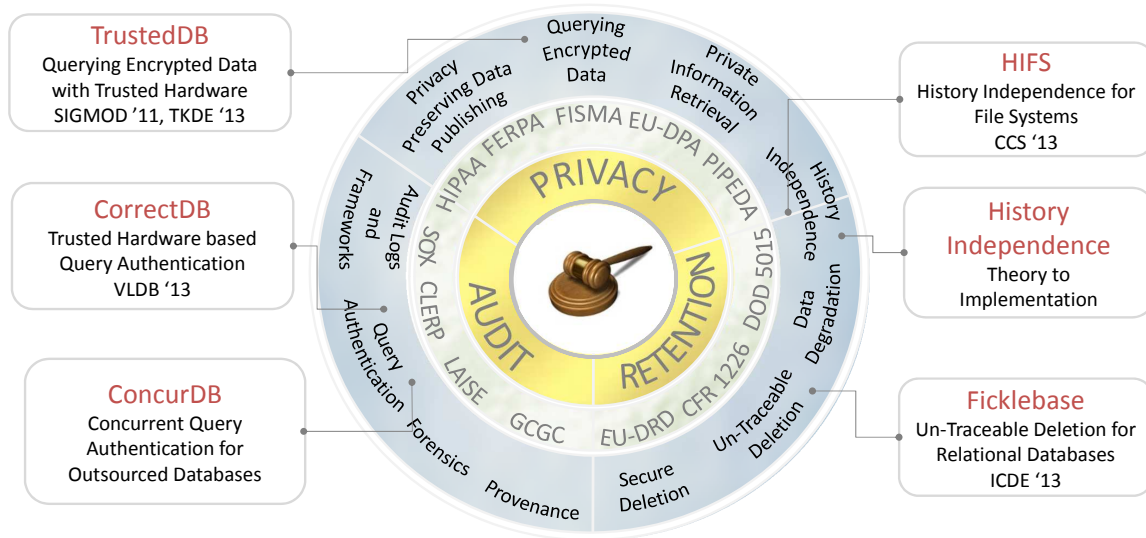 TrustedDB
Querying Encrypted Data
with Trusted Hardware
SIGMOD ’11, TKDE ‘13
CorrectDB
Trusted Hardware based
Query Authentication
VLDB ‘13
ConcurDB
Concurrent Query
Authentication for
Outsourced Databases
Privacy
Preserving Data
Publishing
Querying
Encrypted
Data
Private
Information
Retrieval
History
Independence
Data
Degradation
Un-Traceable
Deletion
Secure
Deletion
Provenance
Forensics
Query
Authentication
Audit Logs
and
Frameworks
HIPAA
FERPA
FISMA
EU-DPA
PIPEDA
DOD 5015
CFR 1226
EU-DRD
GCGC
LAISE
CLERP
SOX
PRIVACY
RETENTION
AUDIT
HIFS
History Independence for
File Systems
CCS ‘13
History
Independence
Theory to
Implementation
Ficklebase
Un-Traceable Deletion for
Relational Databases
ICDE ‘13